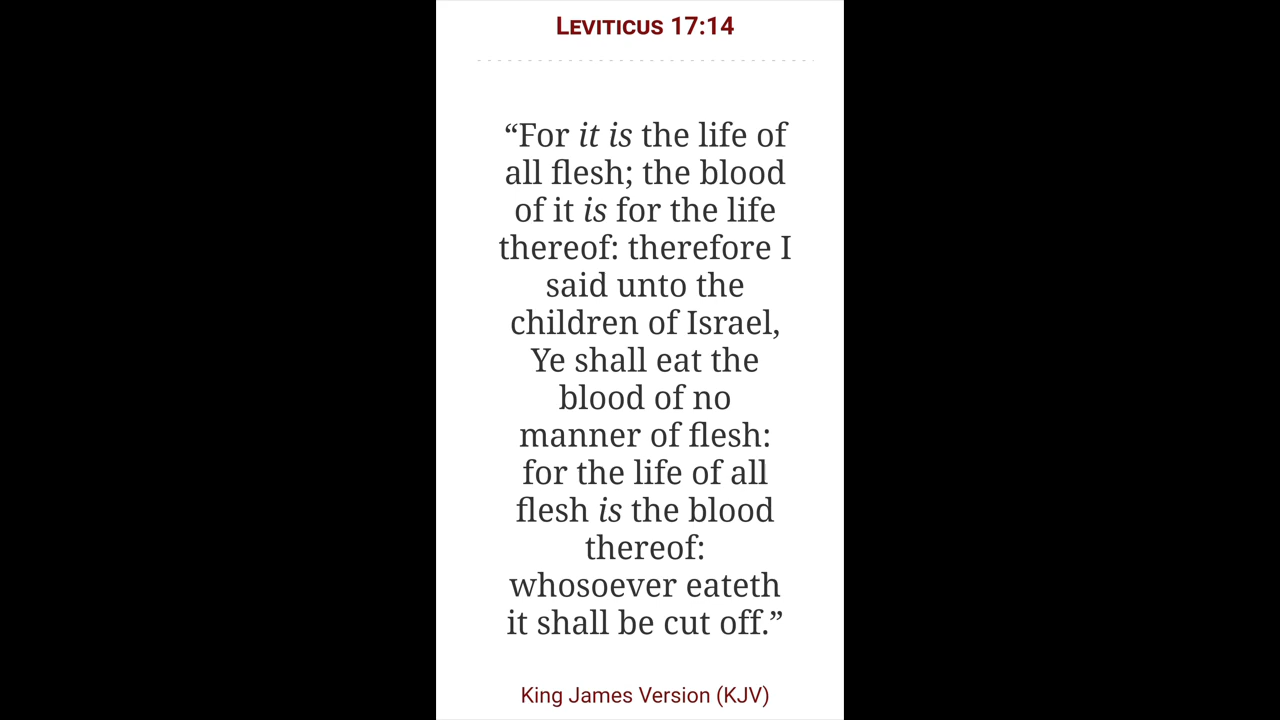 Leviticus 17:14
“For it is the life of
all flesh; the blood
of it is for the life
thereof: therefore I
said unto the
children of Israel,
Ye shall eat the
blood of no
manner of flesh:
for the life of all
flesh is the blood
thereof:
whosoever eateth
it shall be cut off.”
King James Version (KJV)